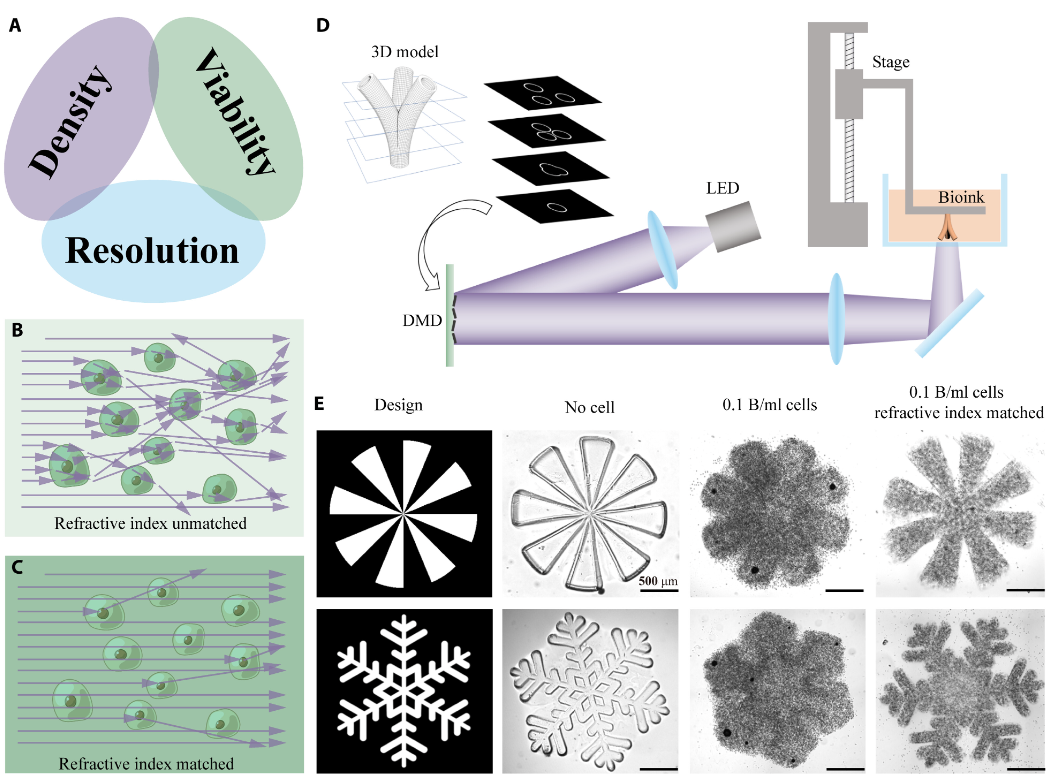 A
Density
Viability
Resolution
B
Refractive index unmatched
C
Refractive index matched
D
3D model
Stage
LED
Bioink
DMD
E
Design
No cell
0.1 B/ml cells
0.1 B/ml cells
refractive index matched
500 μm